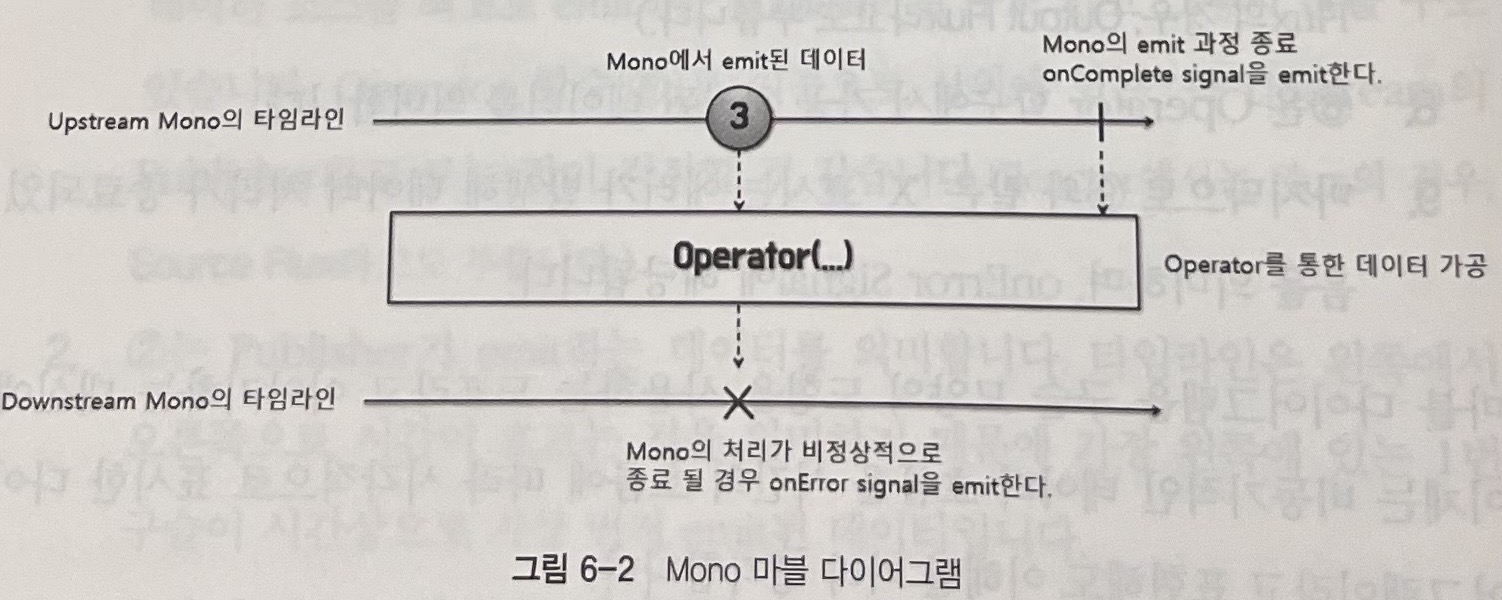 Mono에서 emit된 데이터
Mono의 emit 과정 종료
onComplete signal을 emit한다.
Upstream Mono의 타임라인
3
Operator(...)
Operator를 통한 데이터 가공
Downstream Mono의 타임라인
Mono의 처리가 비정상적으로
종료 될 경우 onError signal을 emit한다.
그림 6-2 Mono 마블 다이어그램